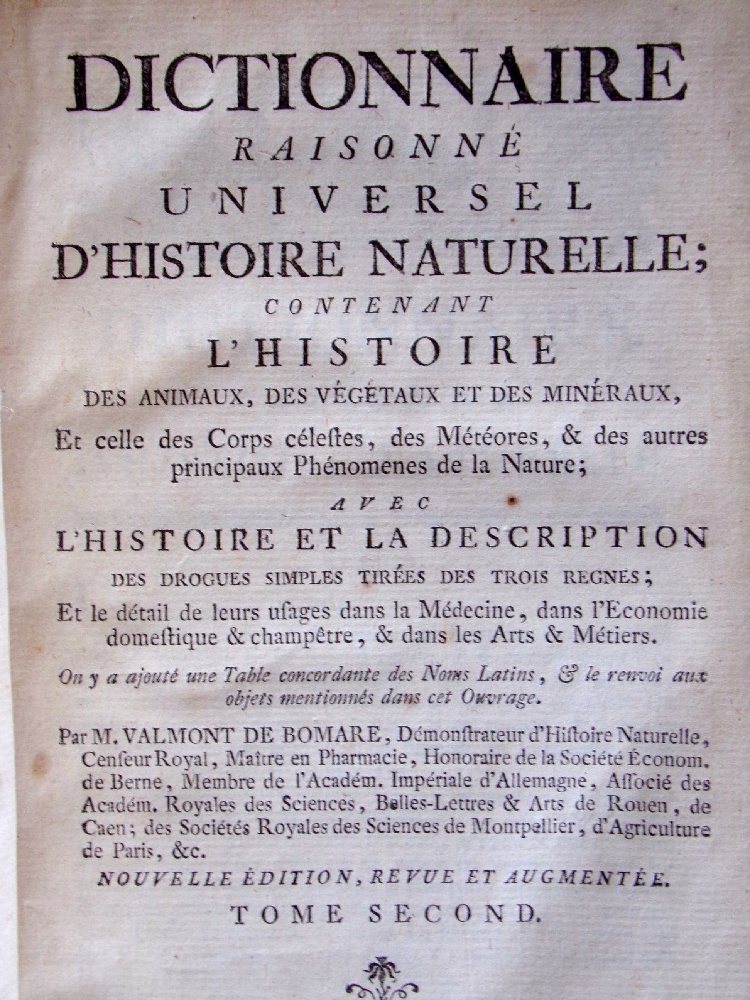 DICTIONNAIRE
RAISONNÉ
UNIVERSEL
D'HISTOIRE NATURELLE;
CONTENANT
L'HISTOIRE
DES ANIMAUX, DES VÉGÉTAUX ET DES MINÉRAUX,
Et celle des Corps céleſtes, des Météores, & des autres
principaux Phénomenes de la Nature;
AVEC
L'HISTOIRE ET LA DESCRIPTION
DES DROGUES SIMPLES TIRÉES DES TROIS REGNES;
Et le détail de leurs uſages dans la Médecine, dans l'Economie
domeſtique & champêtre, & dans les Arts & Métiers.
On y a ajouté une Table concordante des Noms Latins, & le renvoi aux
objets mentionnés dans cet Ouvrage.
Par M. VALMONT DE BOMARE, Démonſtrateur d'Hiſtoire Naturelle,
Cenſeur Royal, Maître en Pharmacie, Honoraire de la Société Économ.
de Berne, Membre de l'Académ. Impériale d'Allemagne, Aſſocié des
Académ. Royales des Sciences, Belles-Lettres & Arts de Rouen, de
Caen; des Sociétés Royales des Sciences de Montpellier, d'Agriculture
de Paris, &c.
NOUVELLE ÉDITION, REVUE ET AUGMENTÉE.
TOME SECOND.